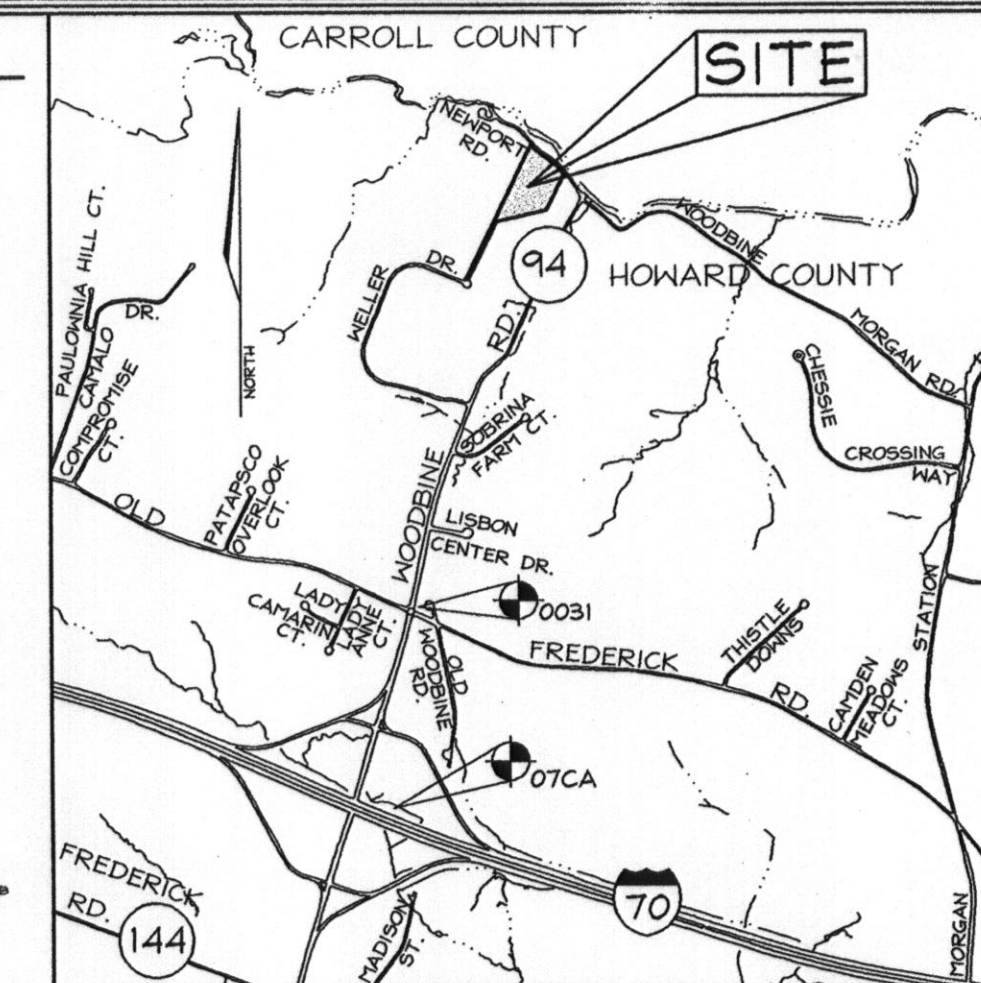 CARROLL COUNTY
SITE
NEWPORT
RD.
WOODBINE
94
HOWARD COUNTY
DR.
WELLER
RD.
MORGAN RD.
PAULOWNIA HILL CT.
DR.
CAMALO
COMPROMISE
CT.
NORTH
CHESSIE
CROSSING
WAY
SOBRINA
FARM CT.
WOODBINE
OLD
PATAPSCO
OVERLOOK
CT.
LISBON
CENTER DR.
LADY
CAMARIN
CT.
LADY
ANNE
CT.
0031
OLD
WOODBINE
RD.
FREDERICK
THISTLE
DOWNS
RD.
CAMDEN
MEADOWS
CT.
STATION
07CA
FREDERICK
RD.
144
70
MADISON
ST.
MORGAN